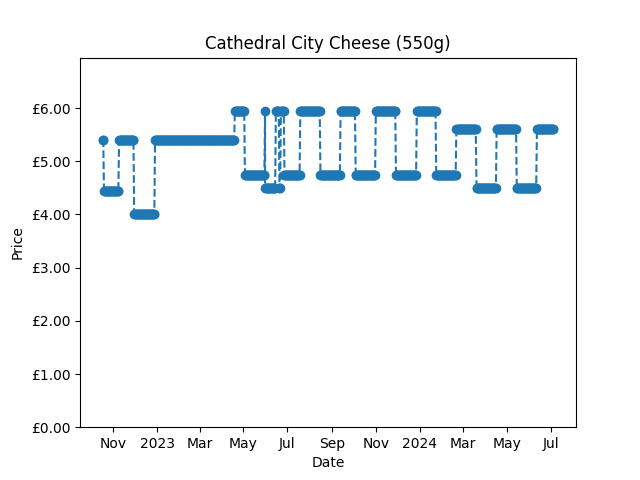 Cathedral City Cheese (550g)
£6.00
£5.00
£4.00
£3.00
£2.00
£1.00
£0.00
Price
Nov 2023 Mar May Jul Sep Nov 2024 Mar May Jul
Date